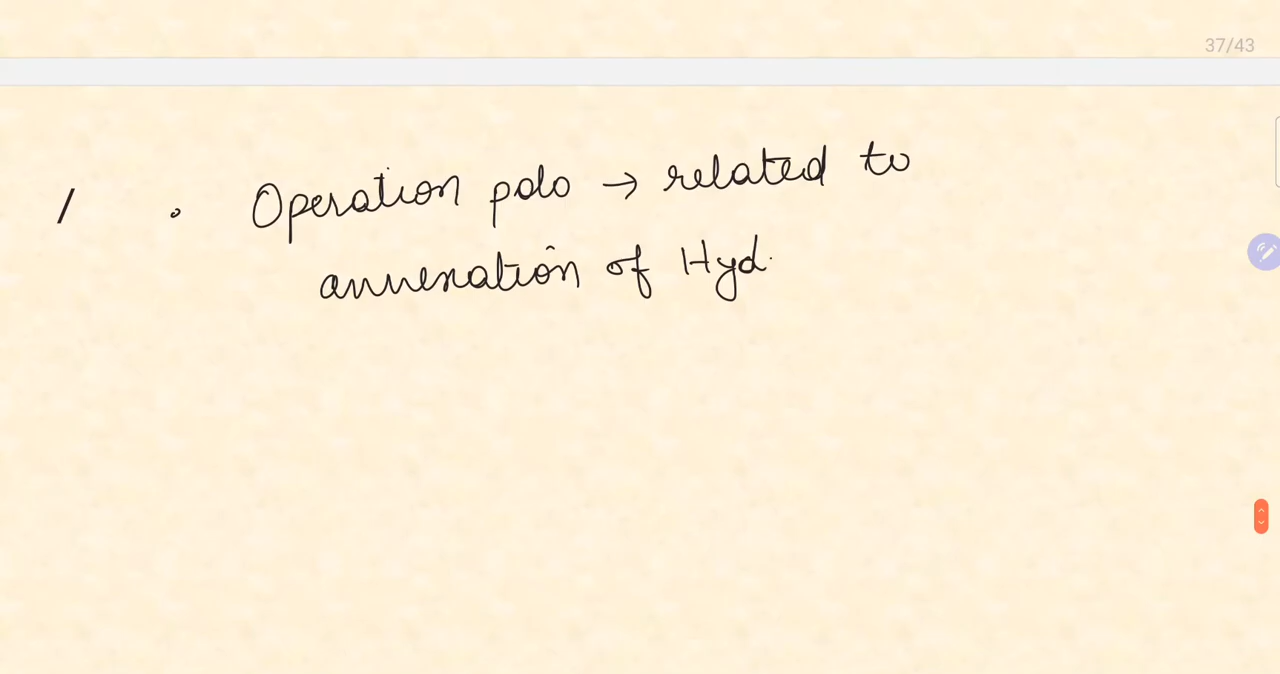 37/43
/ ∘ Operation polo → related to
annexation of Hyd.